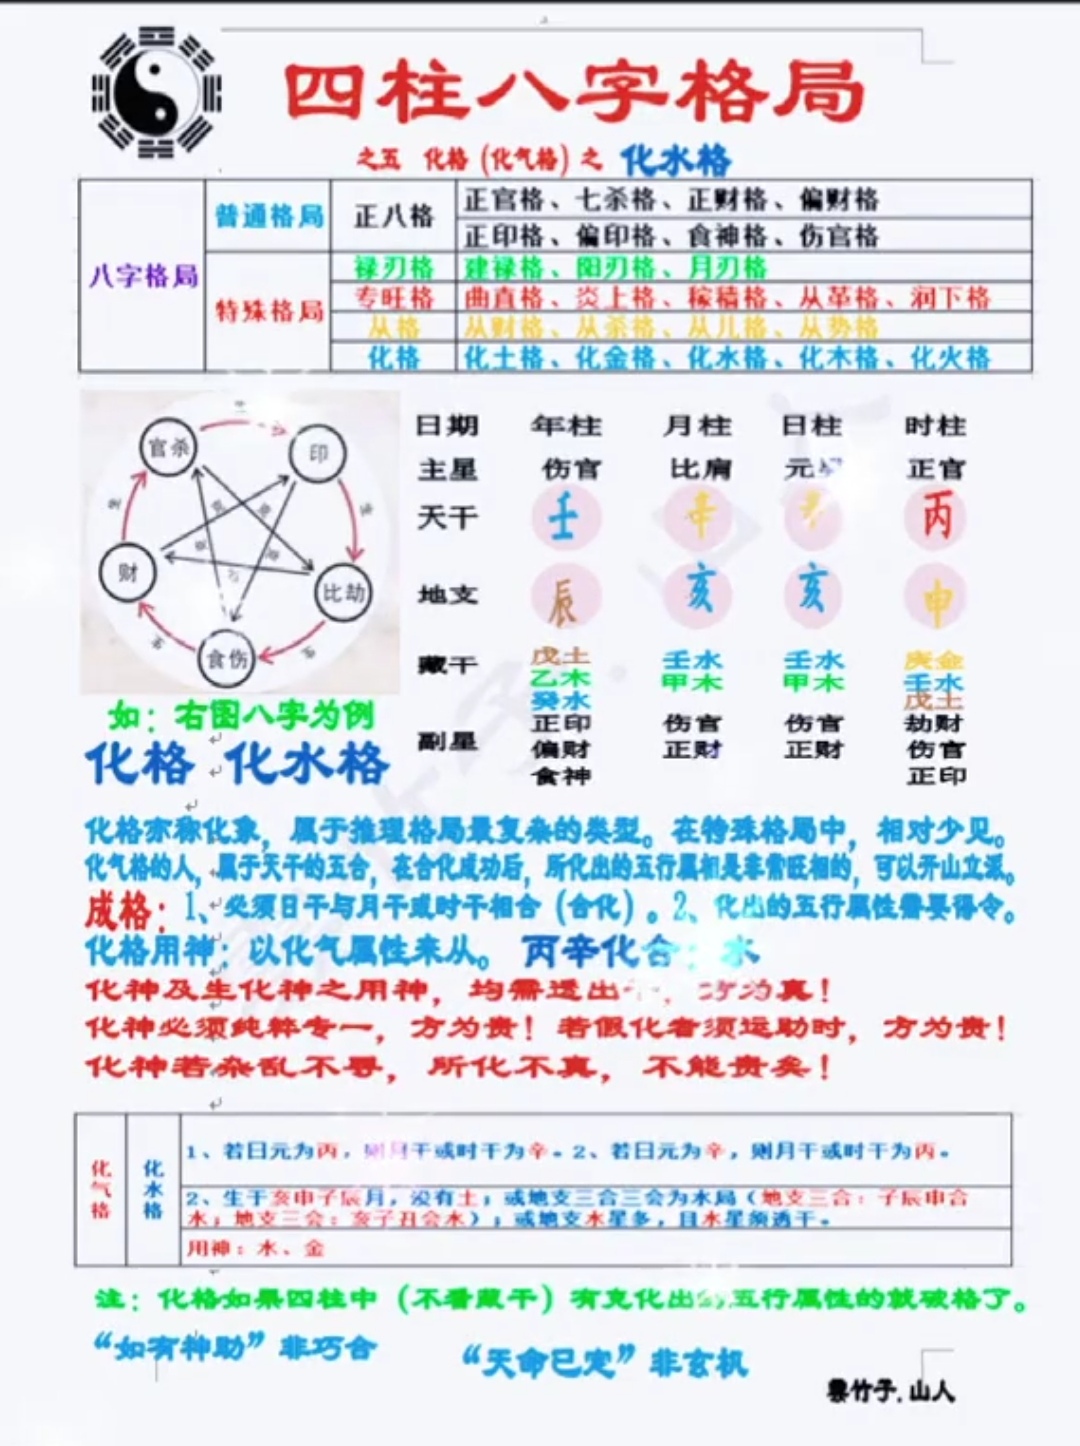 四柱八字格局
之五 化格（化气格）之 化水格
八字格局
普通格局
正八格
正官格、七杀格、正财格、偏财格
正印格、偏印格、食神格、伤官格
特殊格局
禄刃格
建禄格、阳刃格、月刃格
专旺格
曲直格、炎上格、稼穑格、从革格、润下格
从格
从财格、从杀格、从儿格、从势格
化格
化土格、化金格、化水格、化木格、化火格
官杀
印
财
比劫
食伤
生
生
生
生
生
如：右图八字为例
化格 化水格
日期 年柱 月柱 日柱 时柱
主星 伤官 比肩 元 正官
天干 壬 辛 丙
地支 辰 亥 亥 申
藏干 戊土 壬水 壬水 庚金
乙木 甲木 甲木 壬水
癸水 戊土
副星 正印 伤官 伤官 劫财
偏财 正财 正财 伤官
食神 正印
化格亦称化象，属于推理格局最复杂的类型。在特殊格局中，相对少见。
化气格的人，属于天干的五合，在合化成功后，所化出的五行属相是非常旺相的，可以开山立派。
成格：1、必须日干与月干或时干相合（合化）。2、化出的五行属性需要得令。
化格用神：以化气属性来从。 丙辛化合：水
化神及生化神之用神，均需透出，方为真！
化神必须纯粹专一，方为贵！若假化者须运助时，方为贵！
化神若杂乱不寻，所化不真，不能贵矣！
化气格
化水格
1、若日元为丙，则月干或时干为辛。2、若日元为辛，则月干或时干为丙。
2、生于亥申子辰月，没有土；或地支三合三会为水局（地支三合：子辰申合
水；地支三会：亥子丑会水）；或地支水星多，且水星须透干。
用神：水、金
注：化格如果四柱中（不看藏干）有克化出的五行属性的就破格了。
“如有神助”非巧合
“天命已定”非玄机
雲竹子.山人